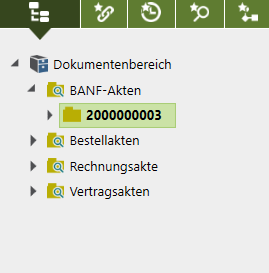 Dokumentenbereich
BANF-Akten
2000000003
Bestellakten
Rechnungsakte
Vertragsakten